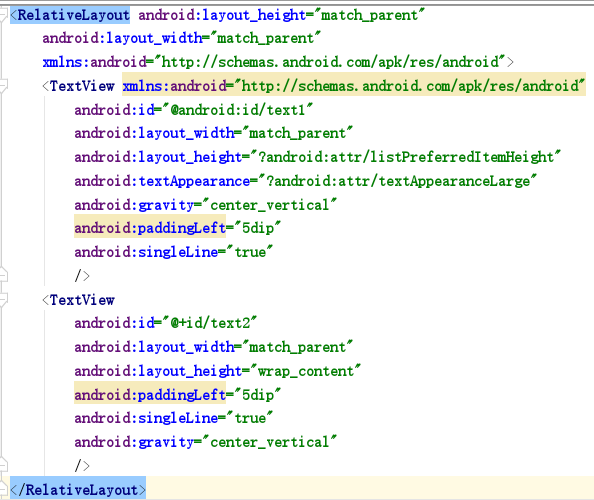 <RelativeLayout android:layout_height="match_parent"
    android:layout_width="match_parent"
    xmlns:android="http://schemas.android.com/apk/res/android">
    <TextView xmlns:android="http://schemas.android.com/apk/res/android"
        android:id="@android:id/text1"
        android:layout_width="match_parent"
        android:layout_height="?android:attr/listPreferredItemHeight"
        android:textAppearance="?android:attr/textAppearanceLarge"
        android:gravity="center_vertical"
        android:paddingLeft="5dip"
        android:singleLine="true"
        />
    <TextView
        android:id="@+id/text2"
        android:layout_width="match_parent"
        android:layout_height="wrap_content"
        android:paddingLeft="5dip"
        android:singleLine="true"
        android:gravity="center_vertical"
        />
</RelativeLayout>